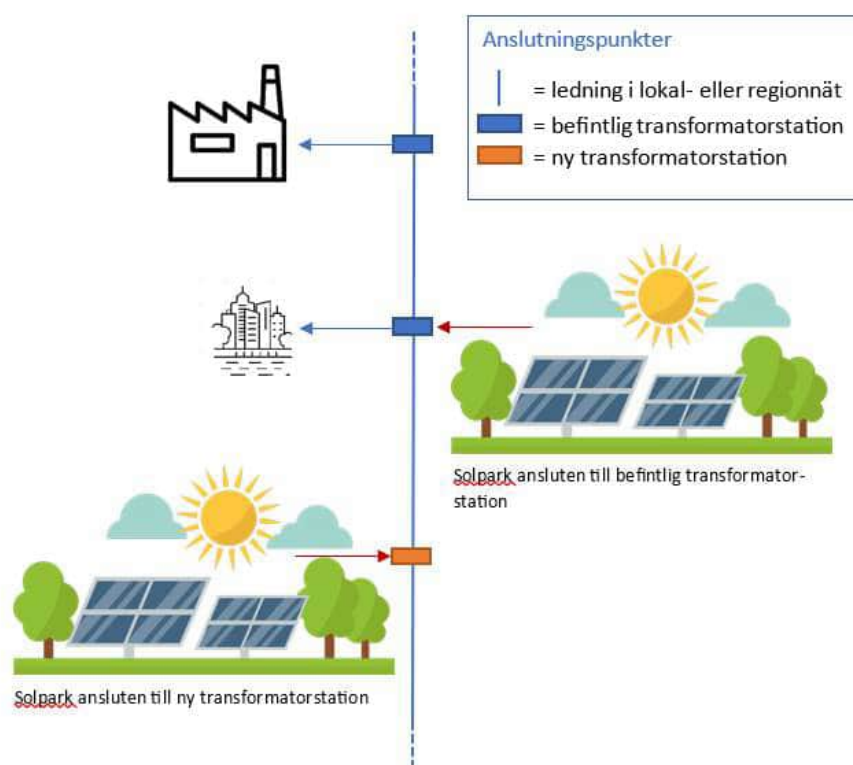 Anslutningspunkter
= ledning i lokal- eller regionnät
= befintlig transformatorstation
= ny transformatorstation
Solpark ansluten till befintlig transformator-
station
Solpark ansluten till ny transformatorstation